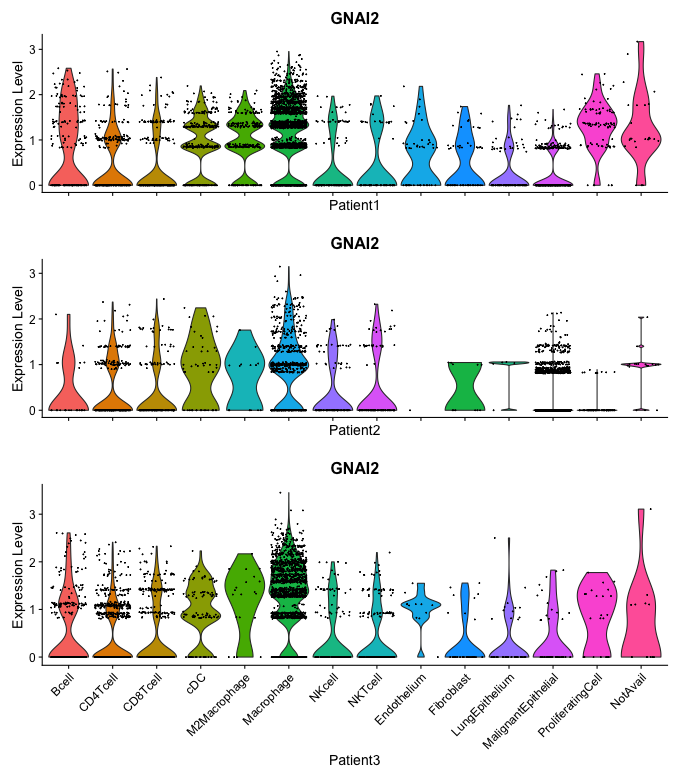 GNAI2
Expression Level
3
2
1
0
Patient1
GNAI2
Expression Level
3
2
1
0
Patient2
GNAI2
Expression Level
3
2
1
0
Bcell
CD4Tcell
CD8Tcell
cDC
M2Macrophage
Macrophage
NKcell
NKTcell
Endothelium
Fibroblast
LungEpithelium
MalignantEpithelial
ProliferatingCell
NotAvail
Patient3